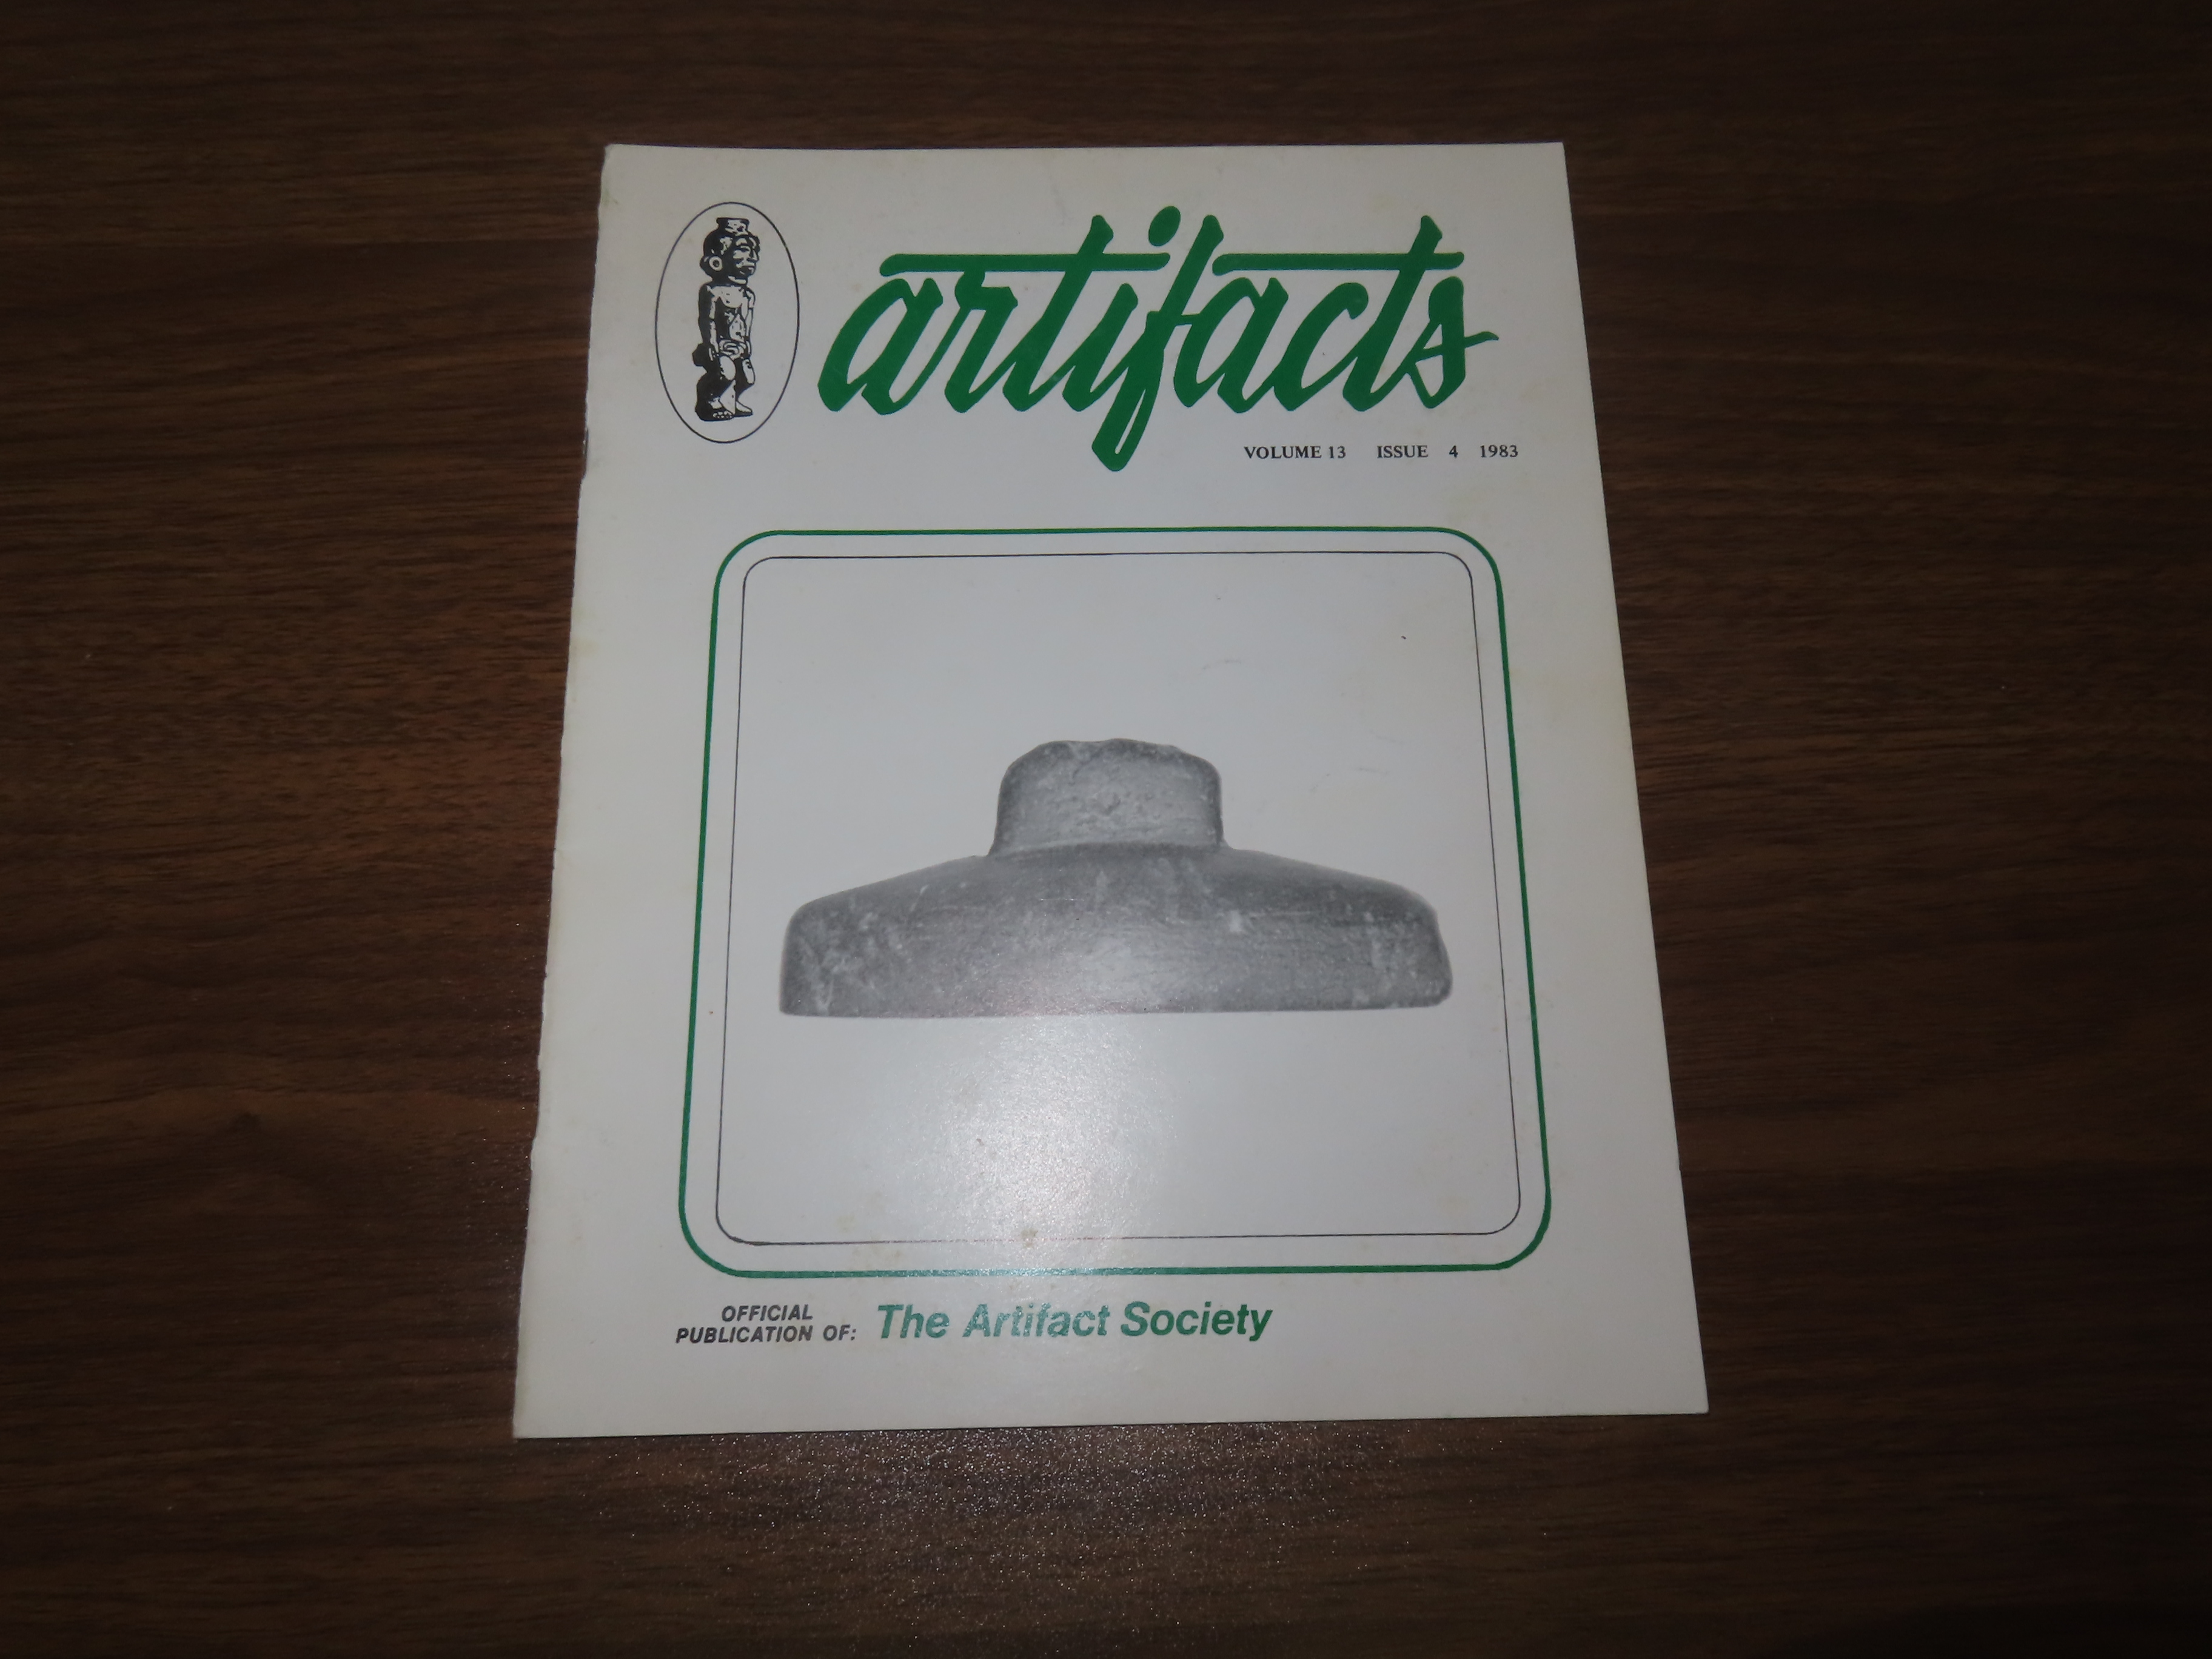 artifacts
VOLUME 13 ISSUE 4 1983
OFFICIAL
PUBLICATION OF: The Artifact Society